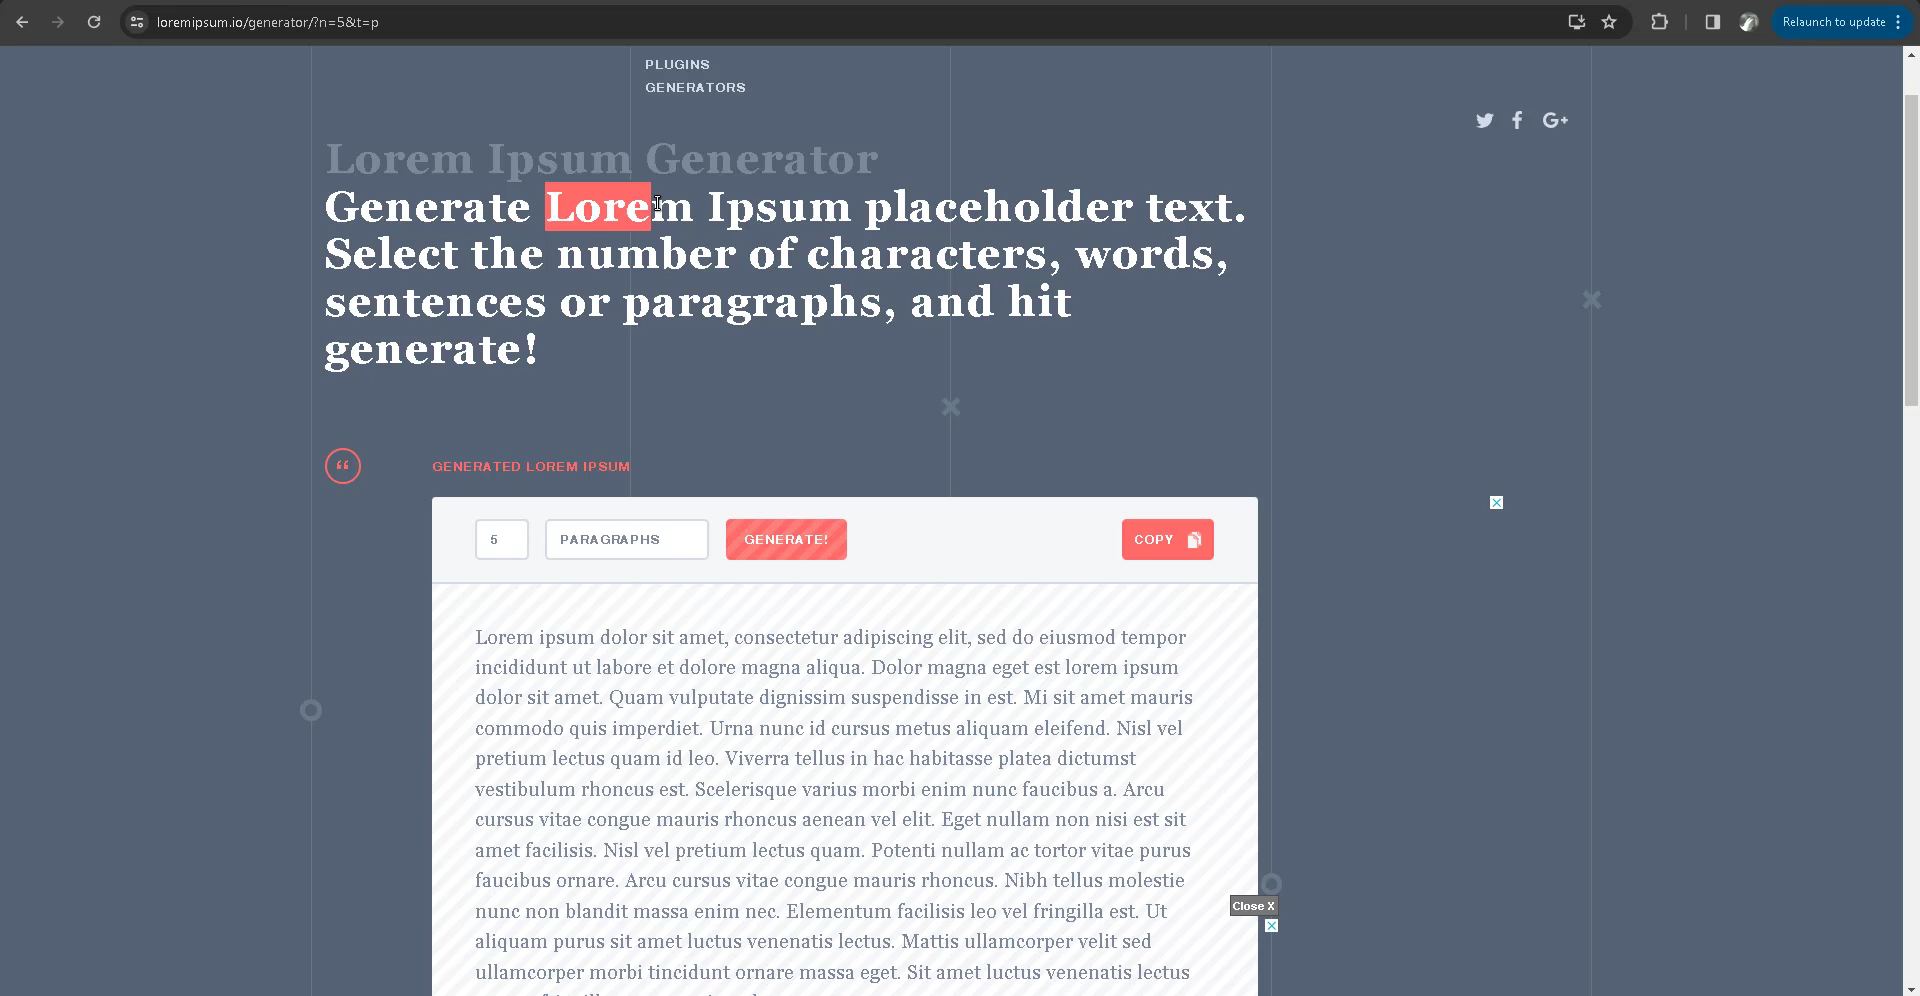 loremipsum.io/generator/?n=5&t=p
Relaunch to update
PLUGINS
GENERATORS
G+
Lorem Ipsum Generator
Generate Lorem Ipsum placeholder text.
Select the number of characters, words,
sentences or paragraphs, and hit
generate!
GENERATED LOREM IPSUM
5 PARAGRAPHS GENERATE! COPY
Lorem ipsum dolor sit amet, consectetur adipiscing elit, sed do eiusmod tempor
incididunt ut labore et dolore magna aliqua. Dolor magna eget est lorem ipsum
dolor sit amet. Quam vulputate dignissim suspendisse in est. Mi sit amet mauris
commodo quis imperdiet. Urna nunc id cursus metus aliquam eleifend. Nisl vel
pretium lectus quam id leo. Viverra tellus in hac habitasse platea dictumst
vestibulum rhoncus est. Scelerisque varius morbi enim nunc faucibus a. Arcu
cursus vitae congue mauris rhoncus aenean vel elit. Eget nullam non nisi est sit
amet facilisis. Nisl vel pretium lectus quam. Potenti nullam ac tortor vitae purus
faucibus ornare. Arcu cursus vitae congue mauris rhoncus. Nibh tellus molestie
nunc non blandit massa enim nec. Elementum facilisis leo vel fringilla est. Ut
Close X
aliquam purus sit amet luctus venenatis lectus. Mattis ullamcorper velit sed
ullamcorper morbi tincidunt ornare massa eget. Sit amet luctus venenatis lectus